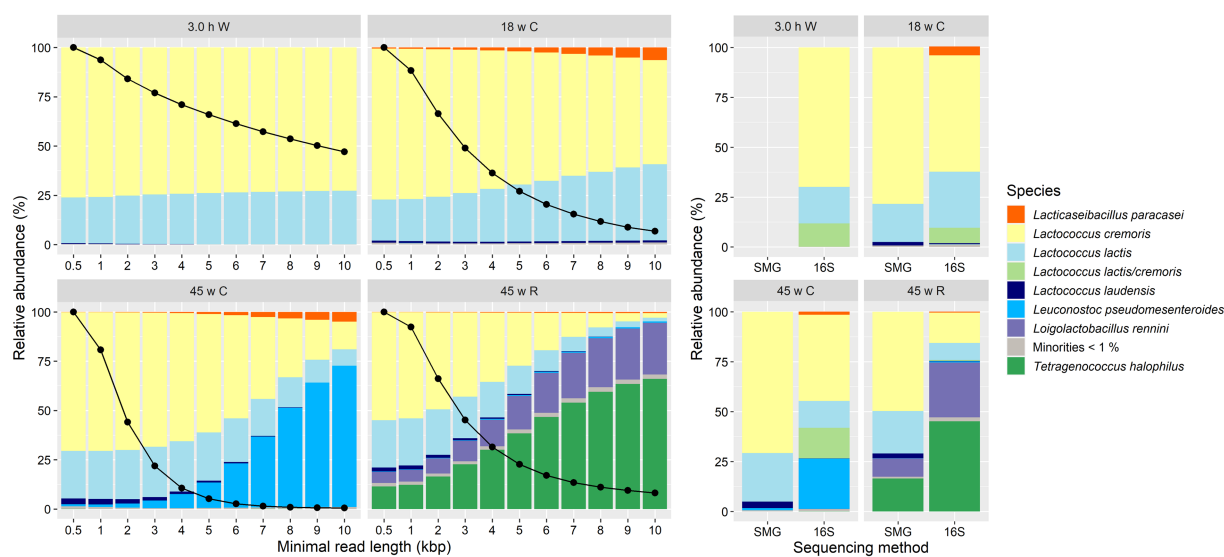 3.0 h W
18 w C
3.0 h W
18 w C
100
75
50
25
0
100
75
50
25
0
0.5 1 2 3 4 5 6 7 8 9 10
0.5 1 2 3 4 5 6 7 8 9 10
SMG 16S
SMG 16S
45 w C
45 w R
45 w C
45 w R
100
75
50
25
0
100
75
50
25
0
0.5 1 2 3 4 5 6 7 8 9 10
0.5 1 2 3 4 5 6 7 8 9 10
SMG 16S
SMG 16S
Relative abundance (%)
Minimal read length (kbp)
Relative abundance (%)
Sequencing method
Species
Lacticaseibacillus paracasei
Lactococcus cremoris
Lactococcus lactis
Lactococcus lactis/cremoris
Lactococcus laudensis
Leuconostoc pseudomesenteroides
Loigolactobacillus rennini
Minorities < 1 %
Tetragenococcus halophilus